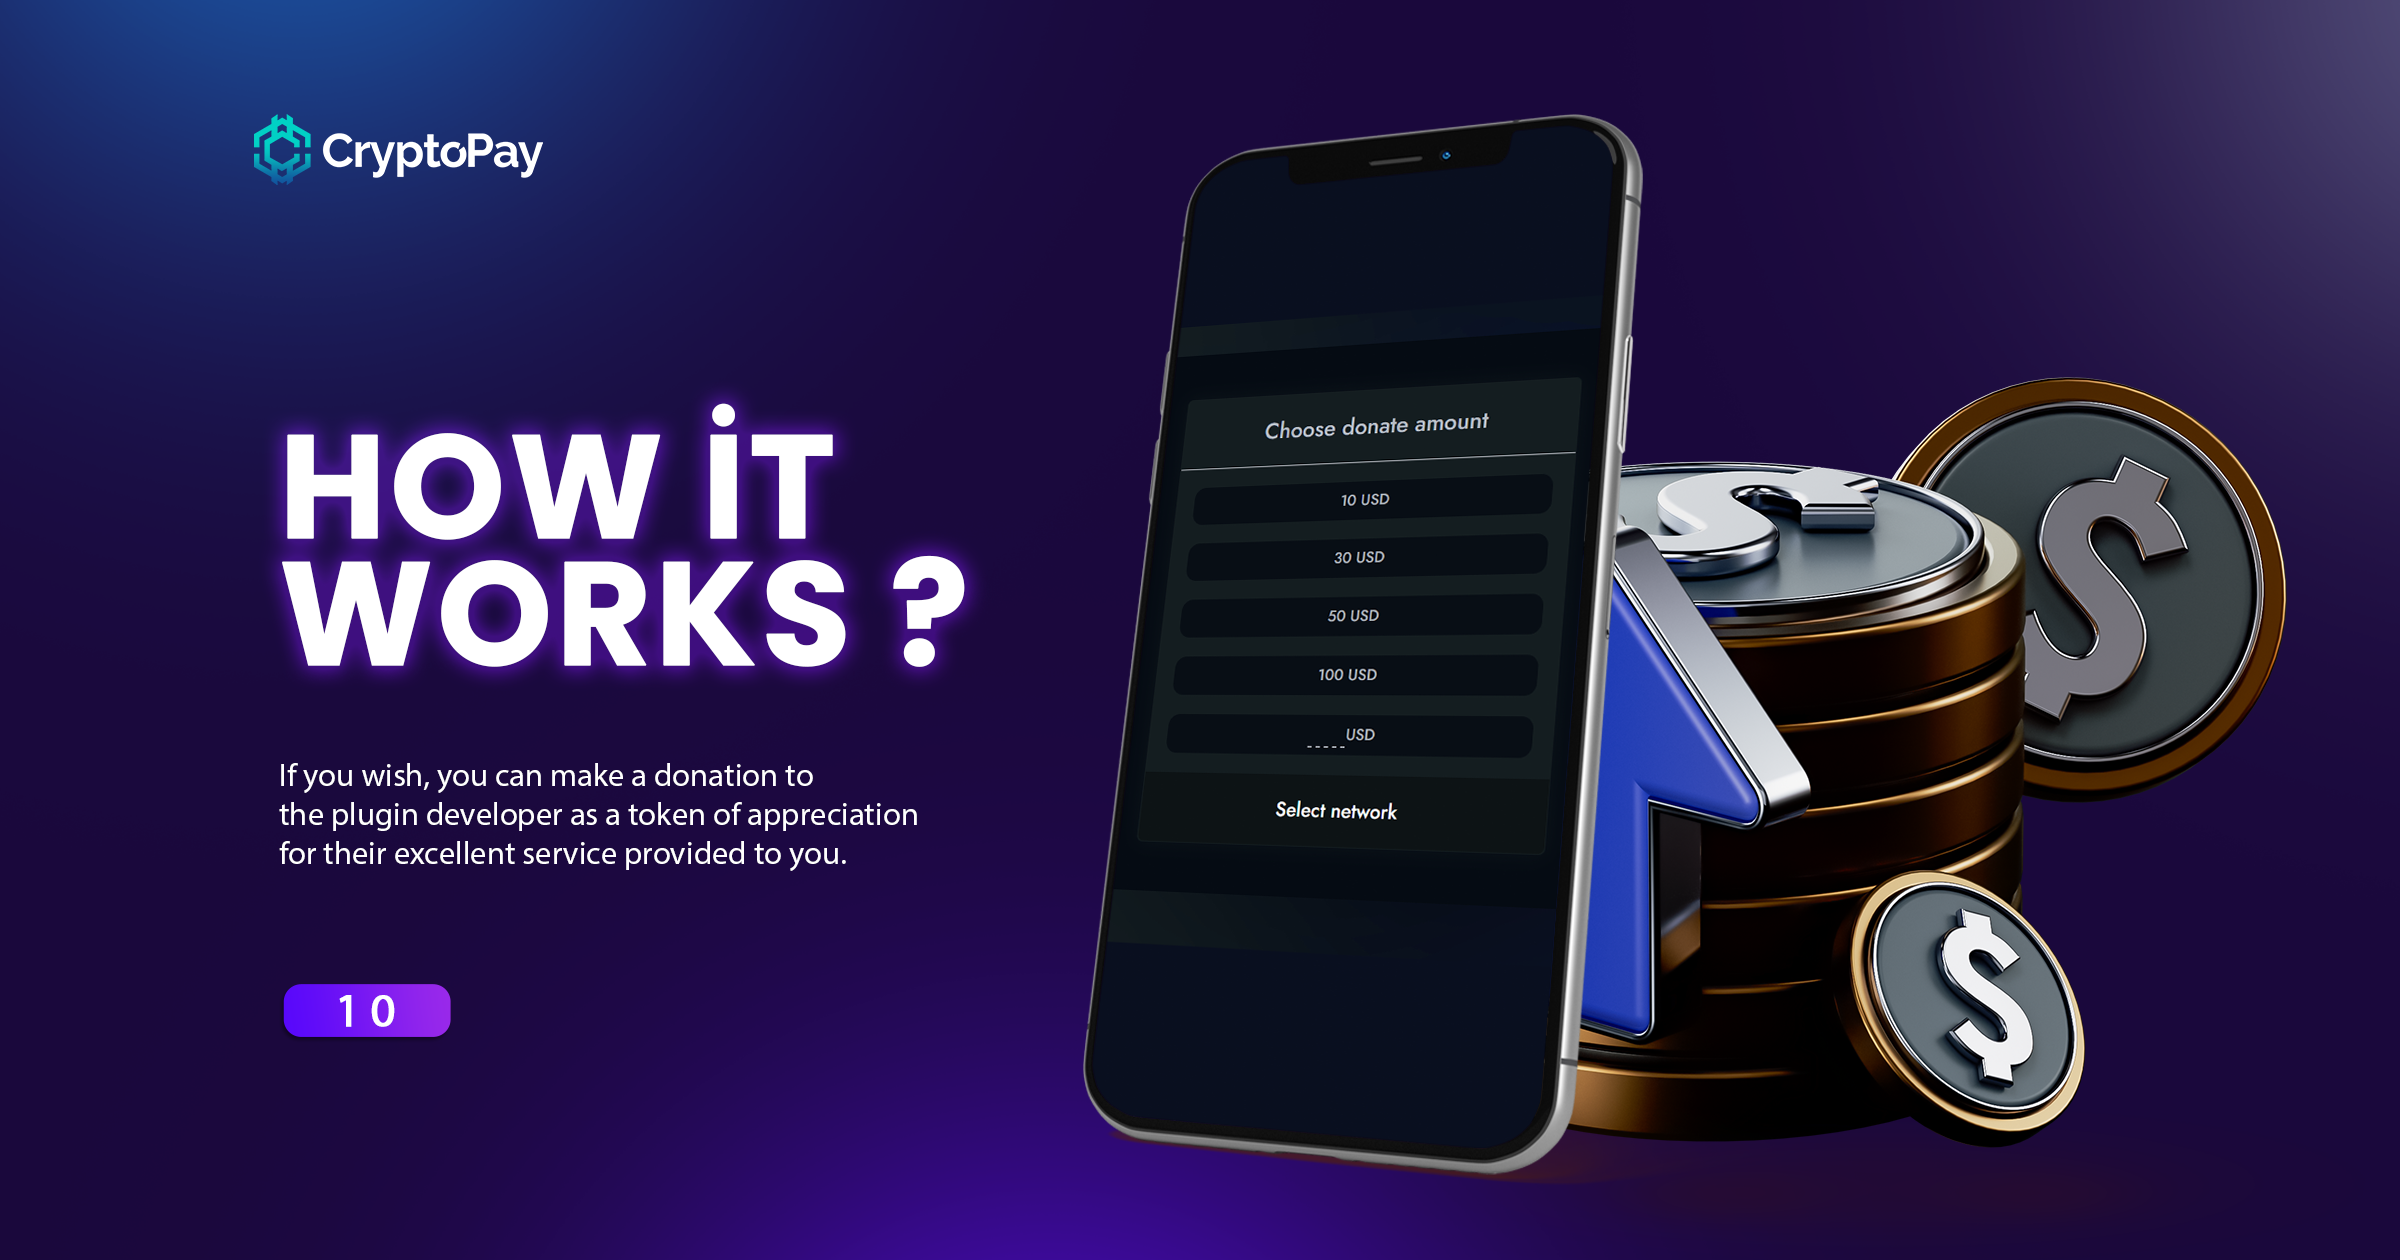 CryptoPay
HOW İT
WORKS ?
If you wish, you can make a donation to
the plugin developer as a token of appreciation
for their excellent service provided to you.
10
Choose donate amount
10 USD
30 USD
50 USD
100 USD
----- USD
Select network
$
$
$